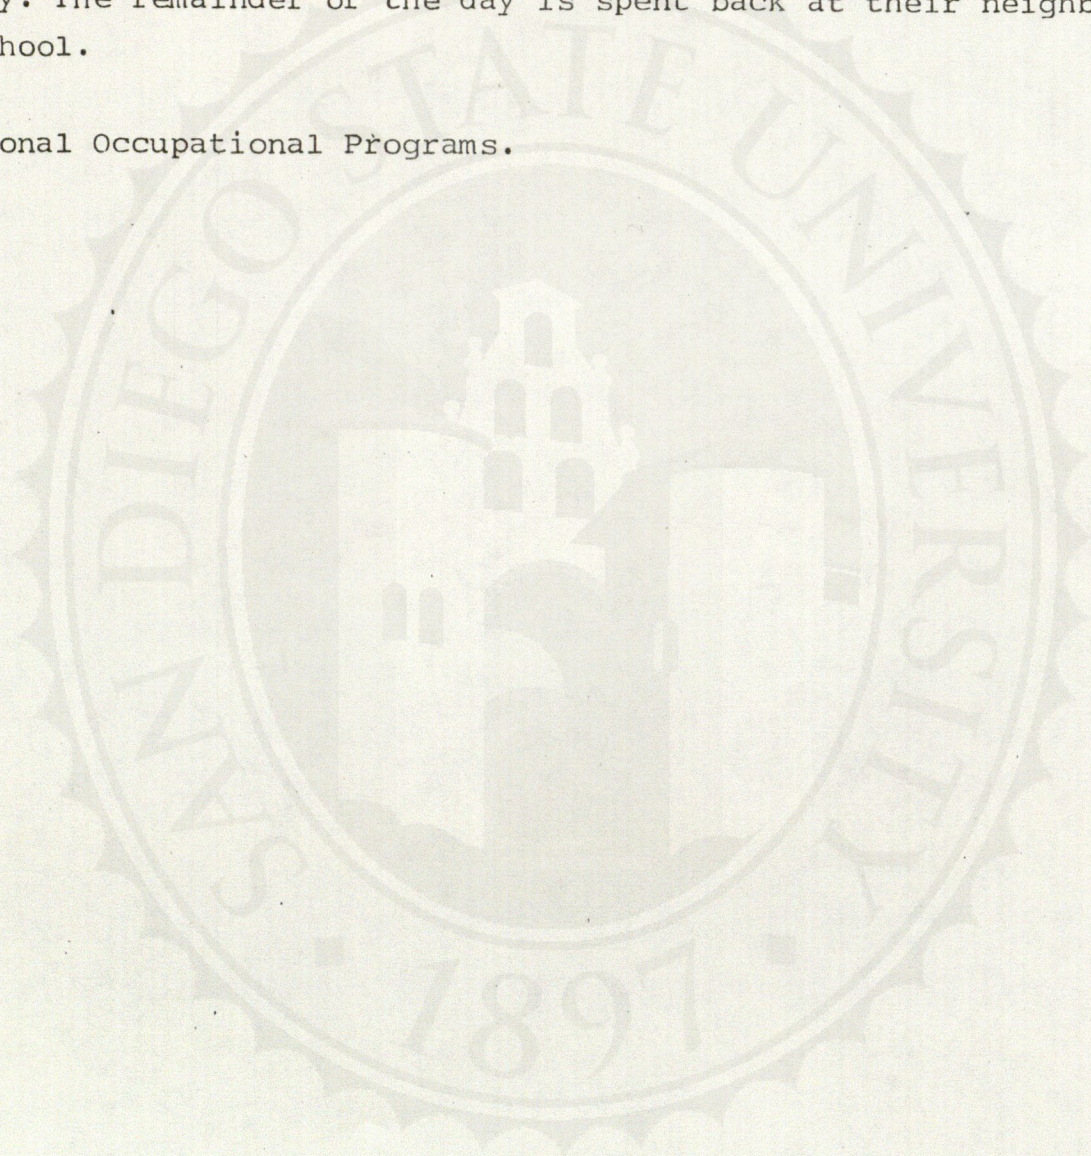 y. The remainder of the day is spent back at their neighb
hool.
onal Occupational Programs.
SAN DIEGO STATE UNIVERSITY
1897